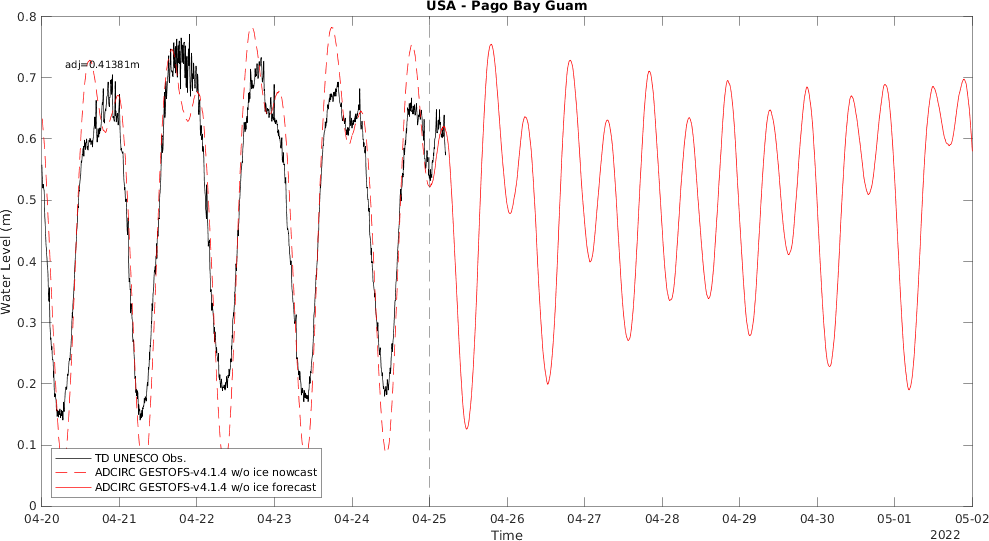 USA - Pago Bay Guam
adj=0.41381m
Water Level (m)
0.8
0.7
0.6
0.5
0.4
0.3
0.2
0.1
0
TD UNESCO Obs.
ADCIRC GESTOFS-v4.1.4 w/o ice nowcast
ADCIRC GESTOFS-v4.1.4 w/o ice forecast
04-20 04-21 04-22 04-23 04-24 04-25 04-26 04-27 04-28 04-29 04-30 05-01 05-02
Time
2022